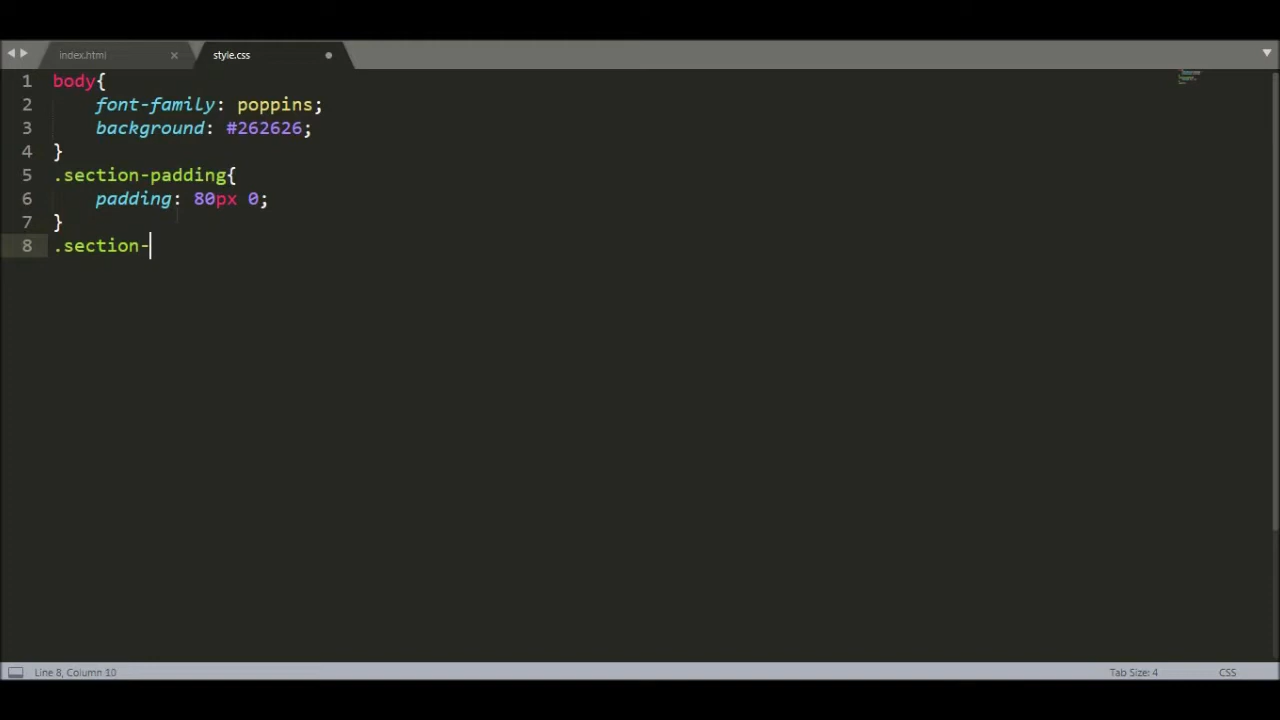 index.html × style.css
1 body{
2 font-family: poppins;
3 background: #262626;
4 }
5 .section-padding{
6 padding: 80px 0;
7 }
8 .section-
Line 8, Column 10 Tab Size: 4 CSS